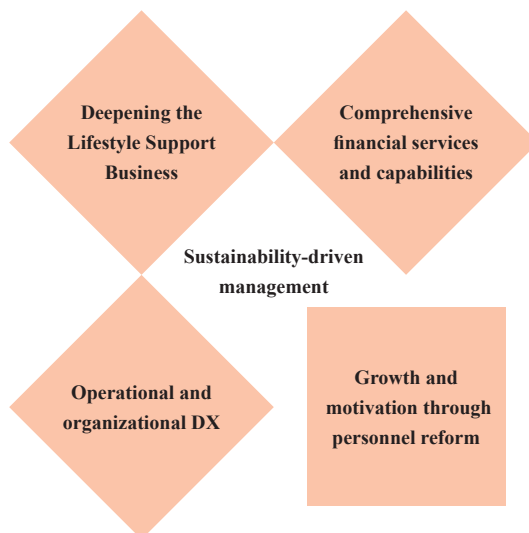 Deepening the
Lifestyle Support
Business
Comprehensive
financial services
and capabilities
Sustainability-driven
management
Operational and
organizational DX
Growth and
motivation through
personnel reform